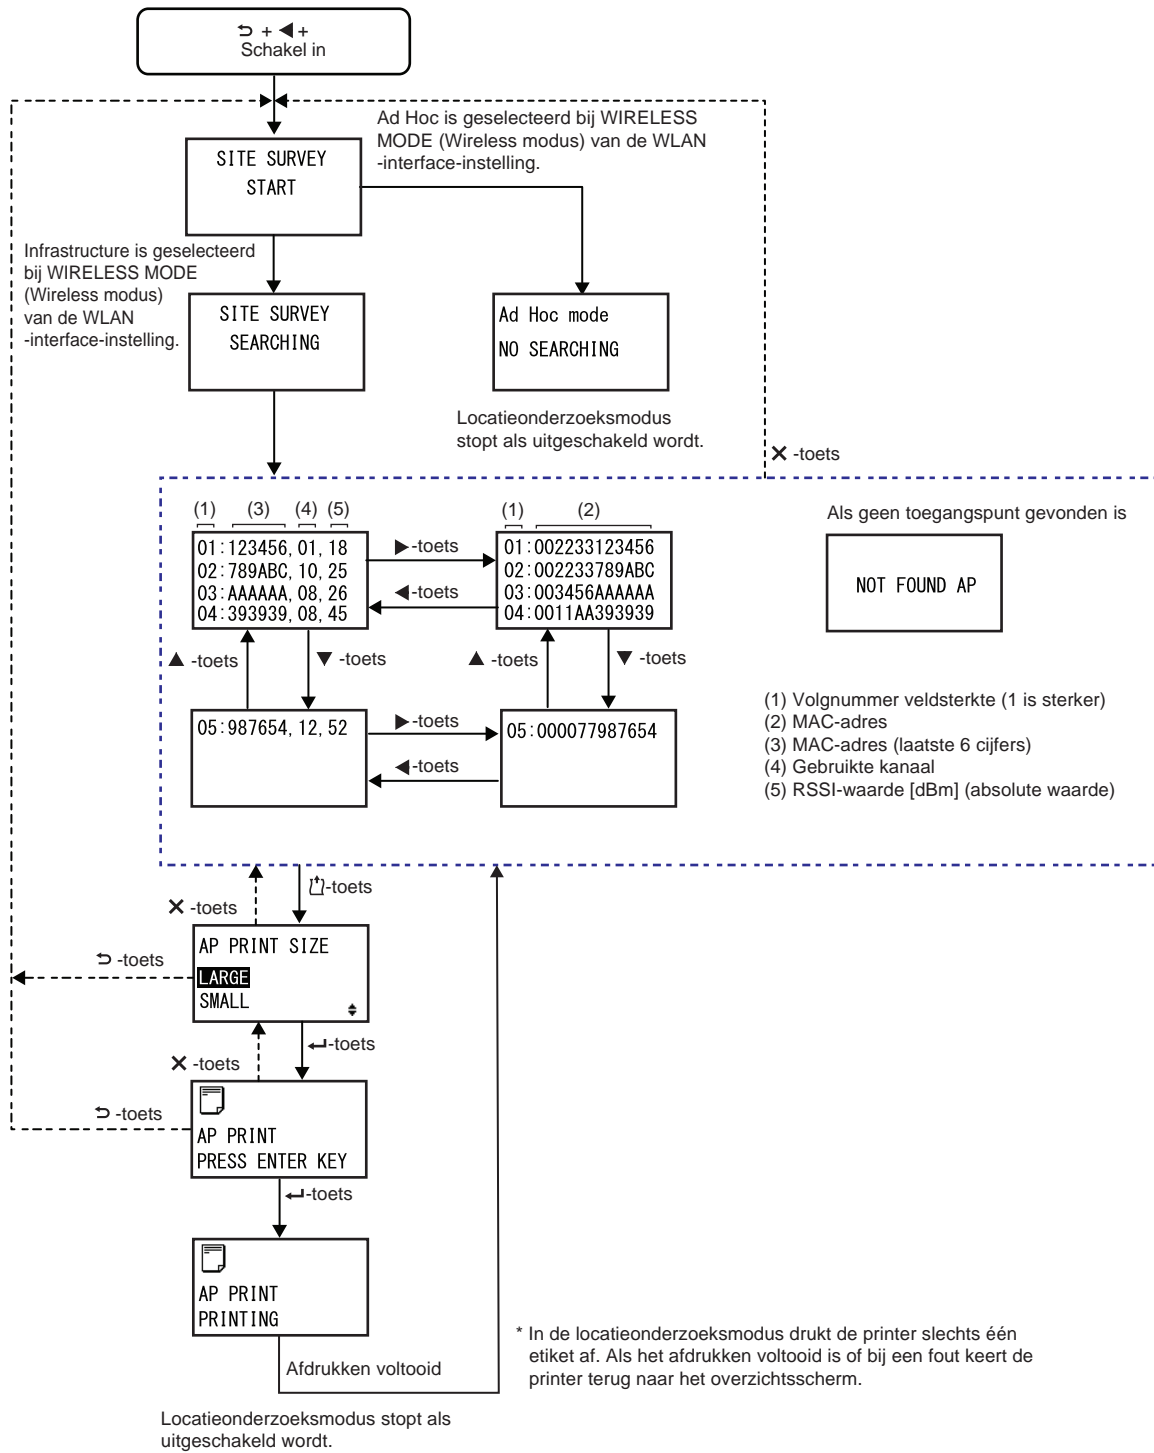 ⮌ + ◀ +
Schakel in
Ad Hoc is geselecteerd bij WIRELESS
MODE (Wireless modus) van de WLAN
-interface-instelling.
SITE SURVEY
START
Infrastructure is geselecteerd
bij WIRELESS MODE
(Wireless modus)
van de WLAN
-interface-instelling.
SITE SURVEY
SEARCHING
Ad Hoc mode
NO SEARCHING
Locatieonderzoeksmodus
stopt als uitgeschakeld wordt.
✕ -toets
(1) (3) (4) (5)
01:123456,01,18
02:789ABC,10,25
03:AAAAAA,08,26
04:393939,08,45
▶-toets
◀-toets
(1) (2)
01:002233123456
02:002233789ABC
03:003456AAAAAA
04:0011AA393939
Als geen toegangspunt gevonden is
NOT FOUND AP
▲ -toets
▼ -toets
▲ -toets
▼ -toets
05:987654,12,52
▶-toets
◀-toets
05:000077987654
(1) Volgnummer veldsterkte (1 is sterker)
(2) MAC-adres
(3) MAC-adres (laatste 6 cijfers)
(4) Gebruikte kanaal
(5) RSSI-waarde [dBm] (absolute waarde)
-toets
✕ -toets
⮌ -toets
AP PRINT SIZE
LARGE
SMALL
↵-toets
✕ -toets
⮌ -toets
AP PRINT
PRESS ENTER KEY
↵-toets
AP PRINT
PRINTING
Afdrukken voltooid
* In de locatieonderzoeksmodus drukt de printer slechts één
etiket af. Als het afdrukken voltooid is of bij een fout keert de
printer terug naar het overzichtsscherm.
Locatieonderzoeksmodus stopt als
uitgeschakeld wordt.